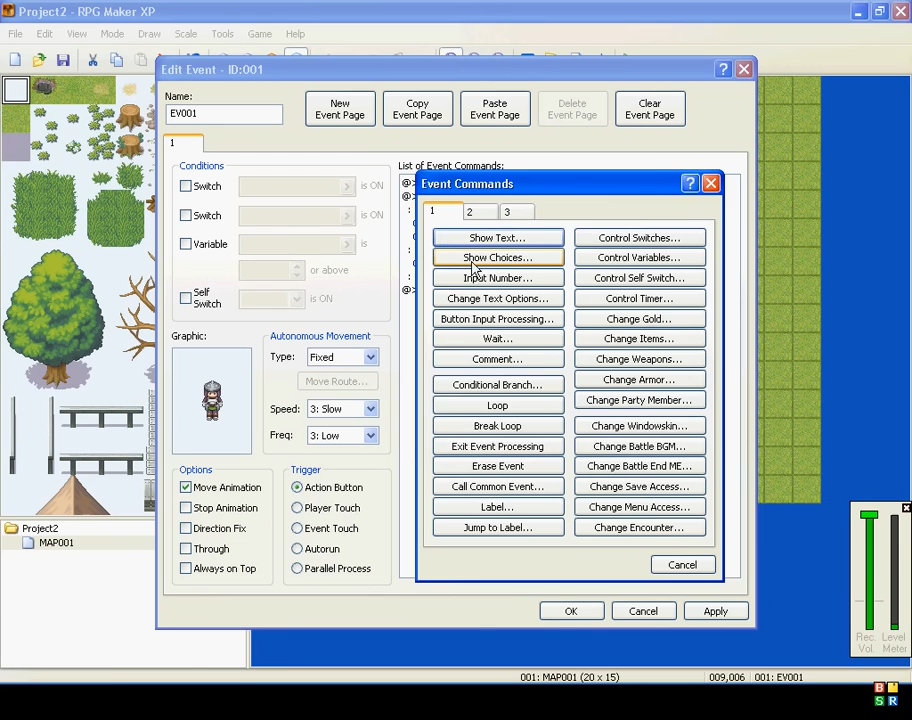 Project2 - RPG Maker XP
File Edit View Mode Draw Scale Tools Game Help
Edit Event - ID:001
Name:
EV001
New Event Page
Copy Event Page
Paste Event Page
Delete Event Page
Clear Event Page
1
Conditions
Switch is ON
Switch is ON
Variable is
or above
Self Switch is ON
Graphic:
Autonomous Movement
Type: Fixed
Move Route...
Speed: 3: Slow
Freq: 3: Low
Options
Move Animation
Stop Animation
Direction Fix
Through
Always on Top
Trigger
Action Button
Player Touch
Event Touch
Autorun
Parallel Process
List of Event Commands:
@>
@>
:
:
@>
Event Commands
1 2 3
Show Text...
Show Choices...
Input Number...
Change Text Options...
Button Input Processing...
Wait...
Comment...
Conditional Branch...
Loop
Break Loop
Exit Event Processing
Erase Event
Call Common Event...
Label...
Jump to Label...
Control Switches...
Control Variables...
Control Self Switch...
Control Timer...
Change Gold...
Change Items...
Change Weapons...
Change Armor...
Change Party Member...
Change Windowskin...
Change Battle BGM...
Change Battle End ME...
Change Save Access...
Change Menu Access...
Change Encounter...
Cancel
OK Cancel Apply
Project2
MAP001
Rec. Vol
Level Meter
001: MAP001 (20 x 15) 009,006 001: EV001
B
S R